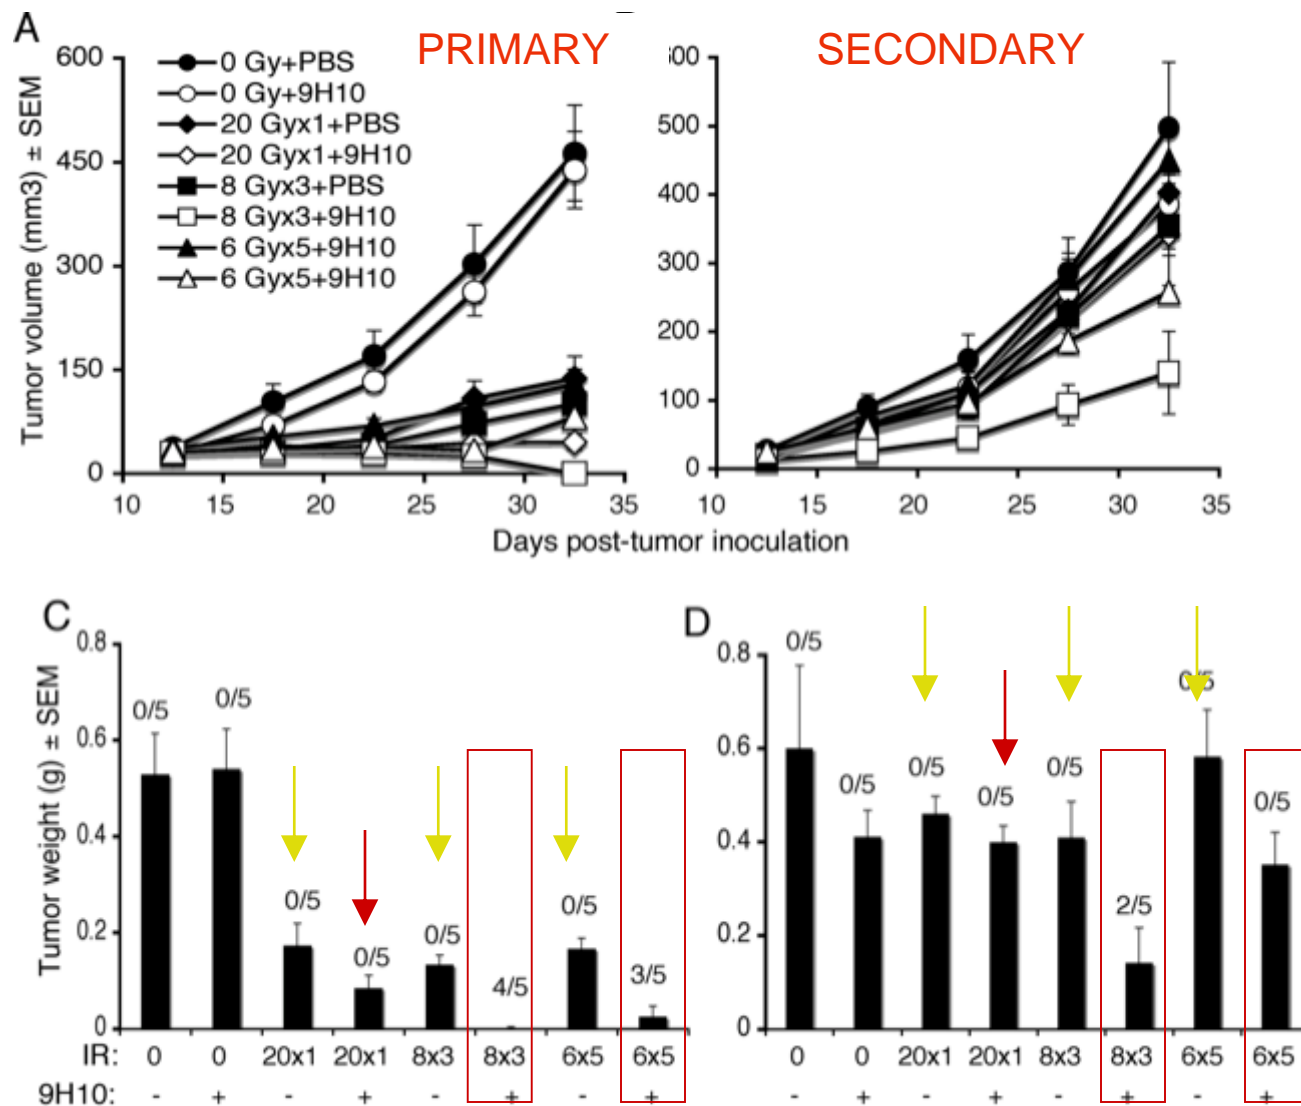 A
PRIMARY
SECONDARY
Tumor volume (mm3) ± SEM
600
450
300
150
0
0 Gy+PBS
0 Gy+9H10
20 Gyx1+PBS
20 Gyx1+9H10
8 Gyx3+PBS
8 Gyx3+9H10
6 Gyx5+9H10
6 Gyx5+9H10
10 15 20 25 30 35
500
400
300
200
100
0
10 15 20 25 30 35
Days post-tumor inoculation
C
Tumor weight (g) ± SEM
0.8
0.6
0.4
0.2
0
0/5 0/5 0/5 0/5 0/5 4/5 0/5 3/5
IR: 0 0 20x1 20x1 8x3 8x3 6x5 6x5
9H10: - + - + - + - +
D
0.8
0.6
0.4
0.2
0
0/5 0/5 0/5 0/5 0/5 2/5 0/5 0/5
0 0 20x1 20x1 8x3 8x3 6x5 6x5
- + - + - + - +